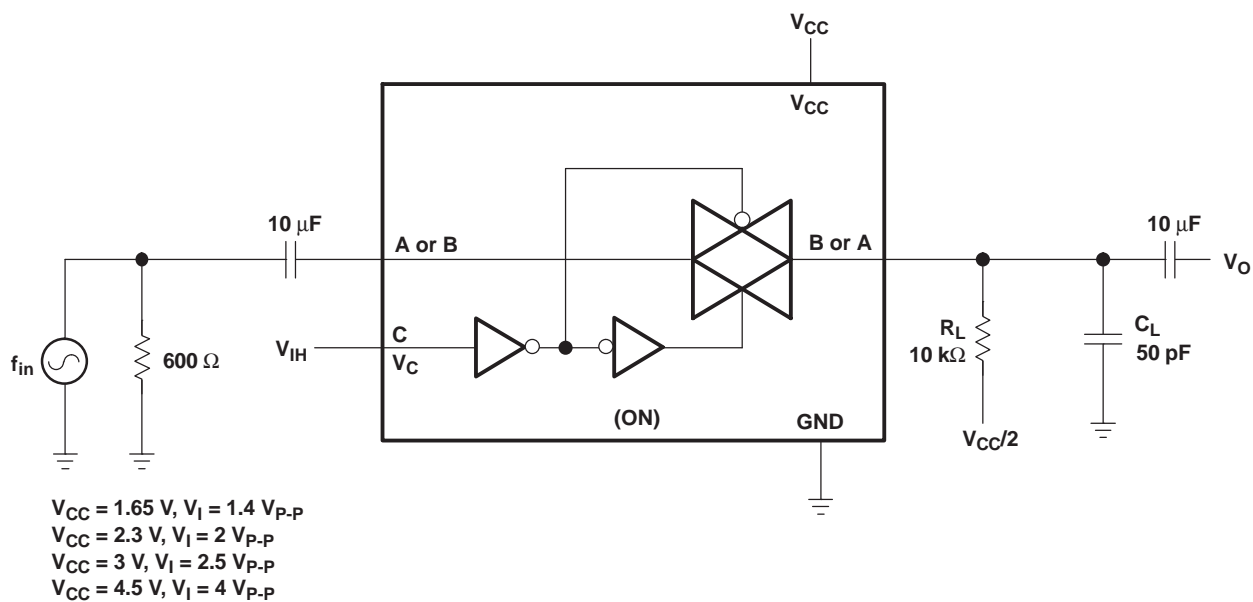 VCC
VCC
10 μF
A or B
B or A
10 μF
VO
fin
600 Ω
VIH
C
VC
RL
10 kΩ
CL
50 pF
(ON)
GND
VCC/2
VCC = 1.65 V, VI = 1.4 VP-P
VCC = 2.3 V, VI = 2 VP-P
VCC = 3 V, VI = 2.5 VP-P
VCC = 4.5 V, VI = 4 VP-P